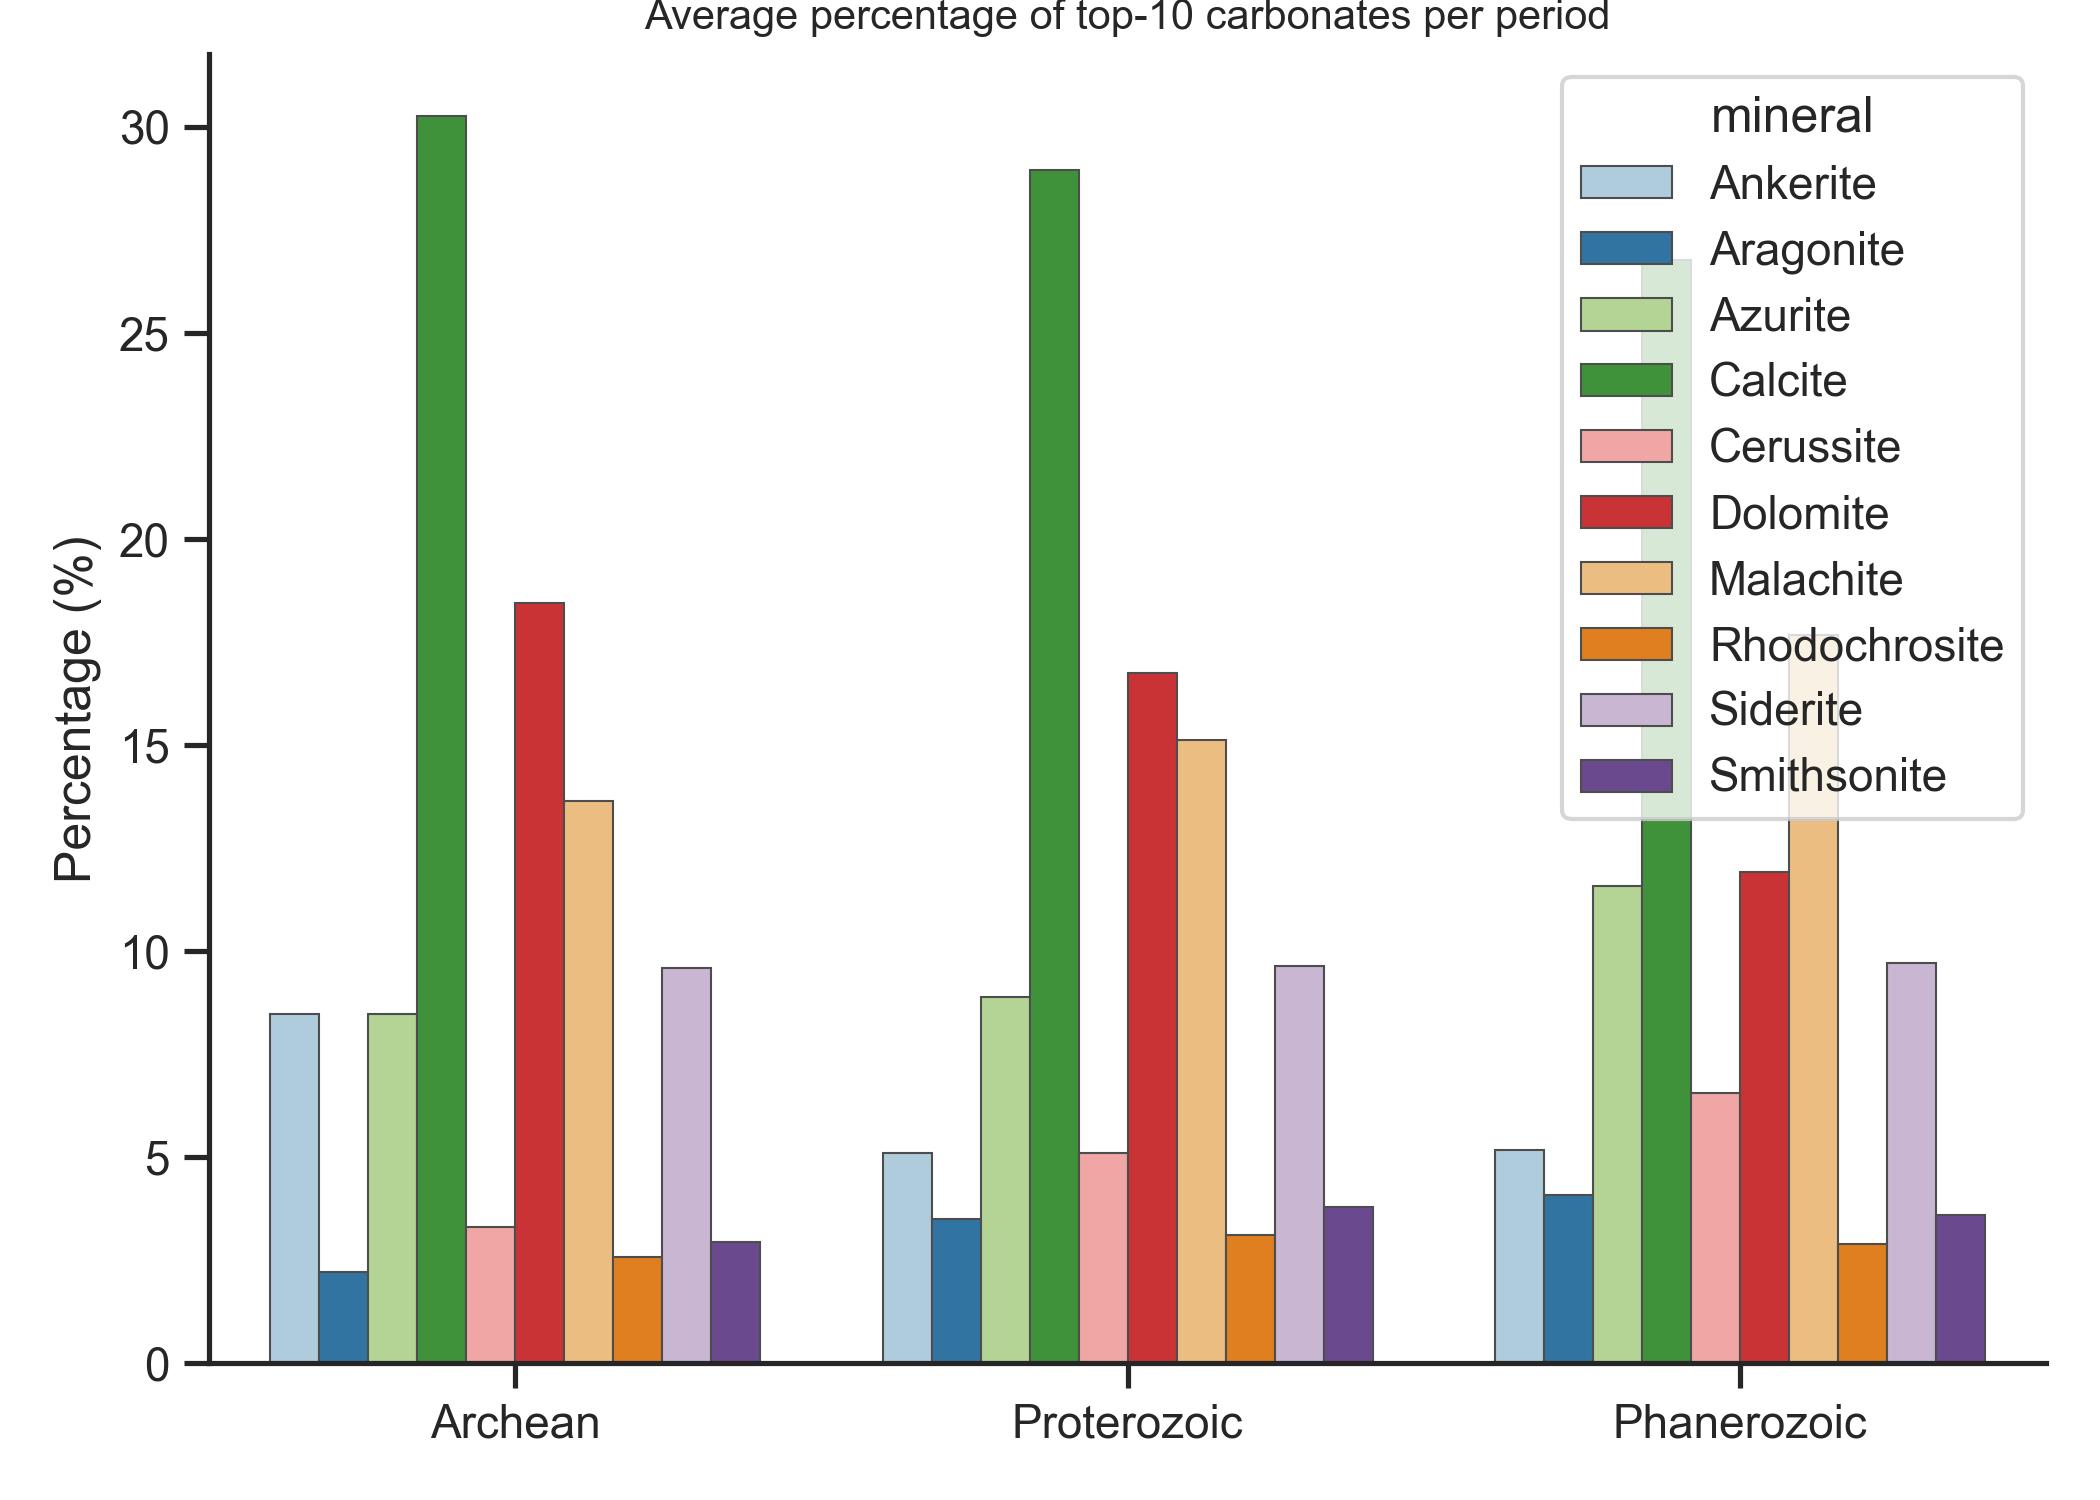 Average percentage of top-10 carbonates per period
Percentage (%)
30
25
20
15
10
5
0
Archean
Proterozoic
Phanerozoic
mineral
Ankerite
Aragonite
Azurite
Calcite
Cerussite
Dolomite
Malachite
Rhodochrosite
Siderite
Smithsonite